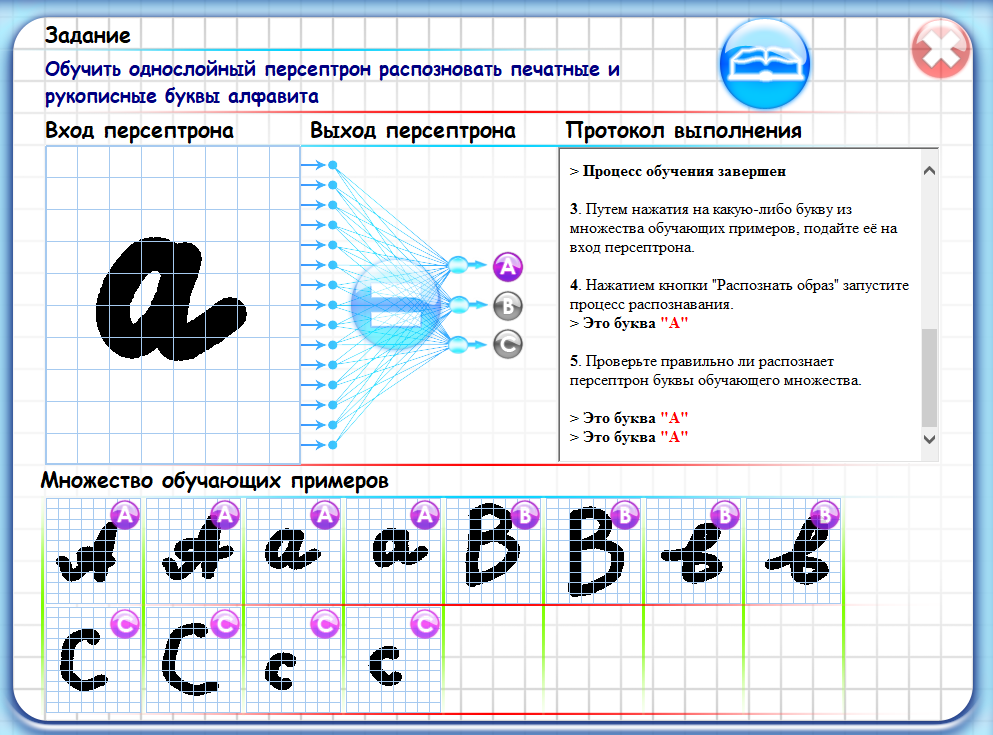 Задание
Обучить однослойный персептрон распозновать печатные и
рукописные буквы алфавита
Вход персептрона
Выход персептрона
Протокол выполнения
> Процесс обучения завершен
3. Путем нажатия на какую-либо букву из
множества обучающих примеров, подайте её на
вход персептрона.
4. Нажатием кнопки "Распознать образ" запустите
процесс распознавания.
> Это буква "А"
5. Проверьте правильно ли распознает
персептрон буквы обучающего множества.
> Это буква "А"
> Это буква "А"
а
А
В
С
Множество обучающих примеров
А А А А В В В В
А А а а В В в в
С С С С
С С с с